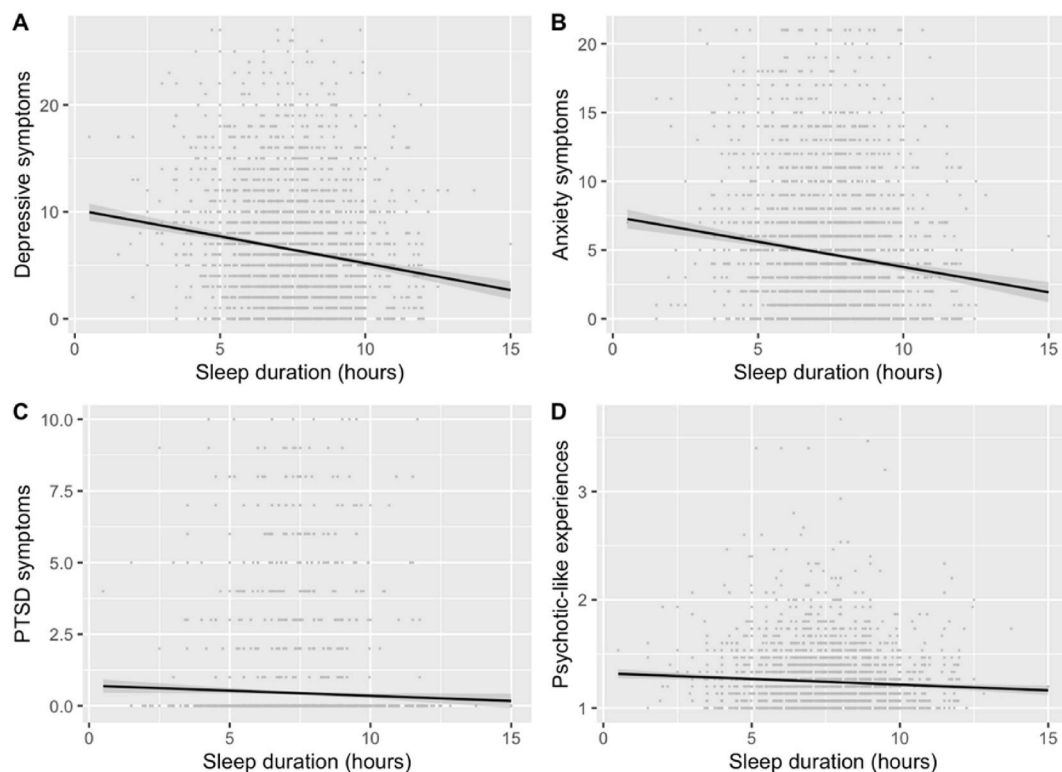 A
Depressive symptoms
20
10
0
0 5 10 15
Sleep duration (hours)
B
Anxiety symptoms
20
15
10
5
0
0 5 10 15
Sleep duration (hours)
C
PTSD symptoms
10.0
7.5
5.0
2.5
0.0
0 5 10 15
Sleep duration (hours)
D
Psychotic-like experiences
3
2
1
0 5 10 15
Sleep duration (hours)